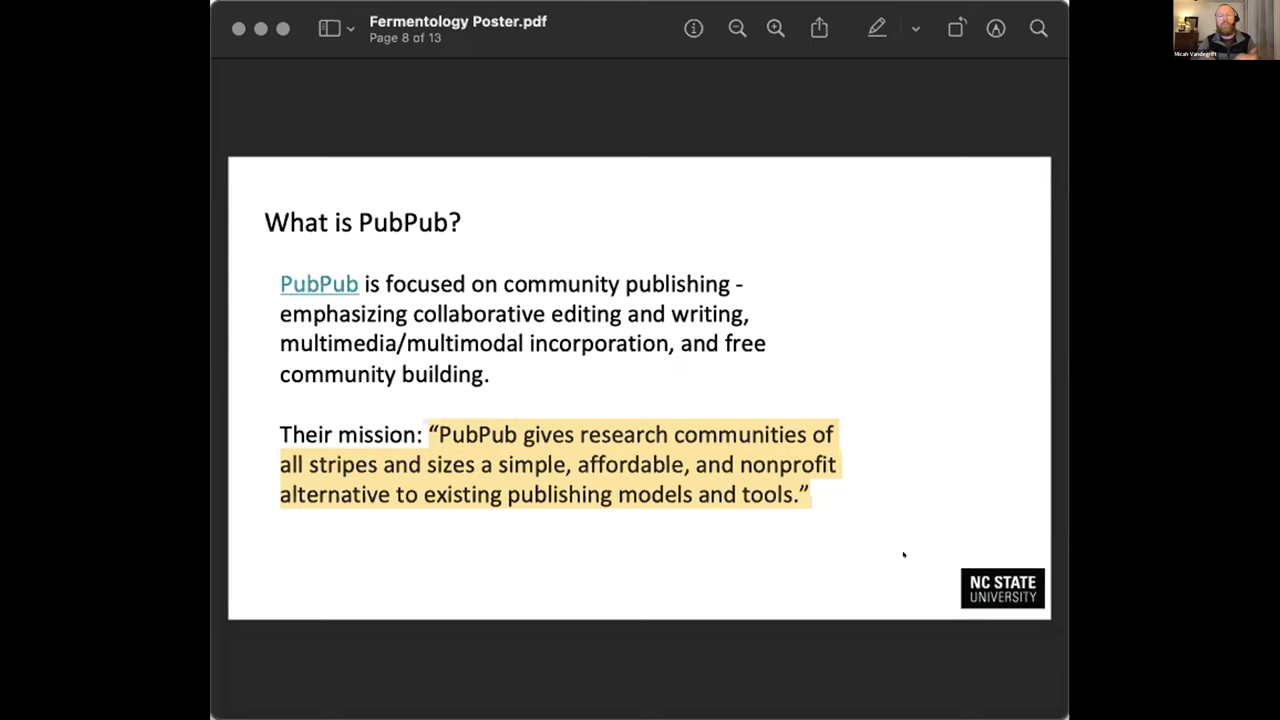 Fermentology Poster.pdf
Page 8 of 13
Micah Vandegrift
What is PubPub?
PubPub is focused on community publishing -
emphasizing collaborative editing and writing,
multimedia/multimodal incorporation, and free
community building.
Their mission: “PubPub gives research communities of
all stripes and sizes a simple, affordable, and nonprofit
alternative to existing publishing models and tools.”
NC STATE
UNIVERSITY